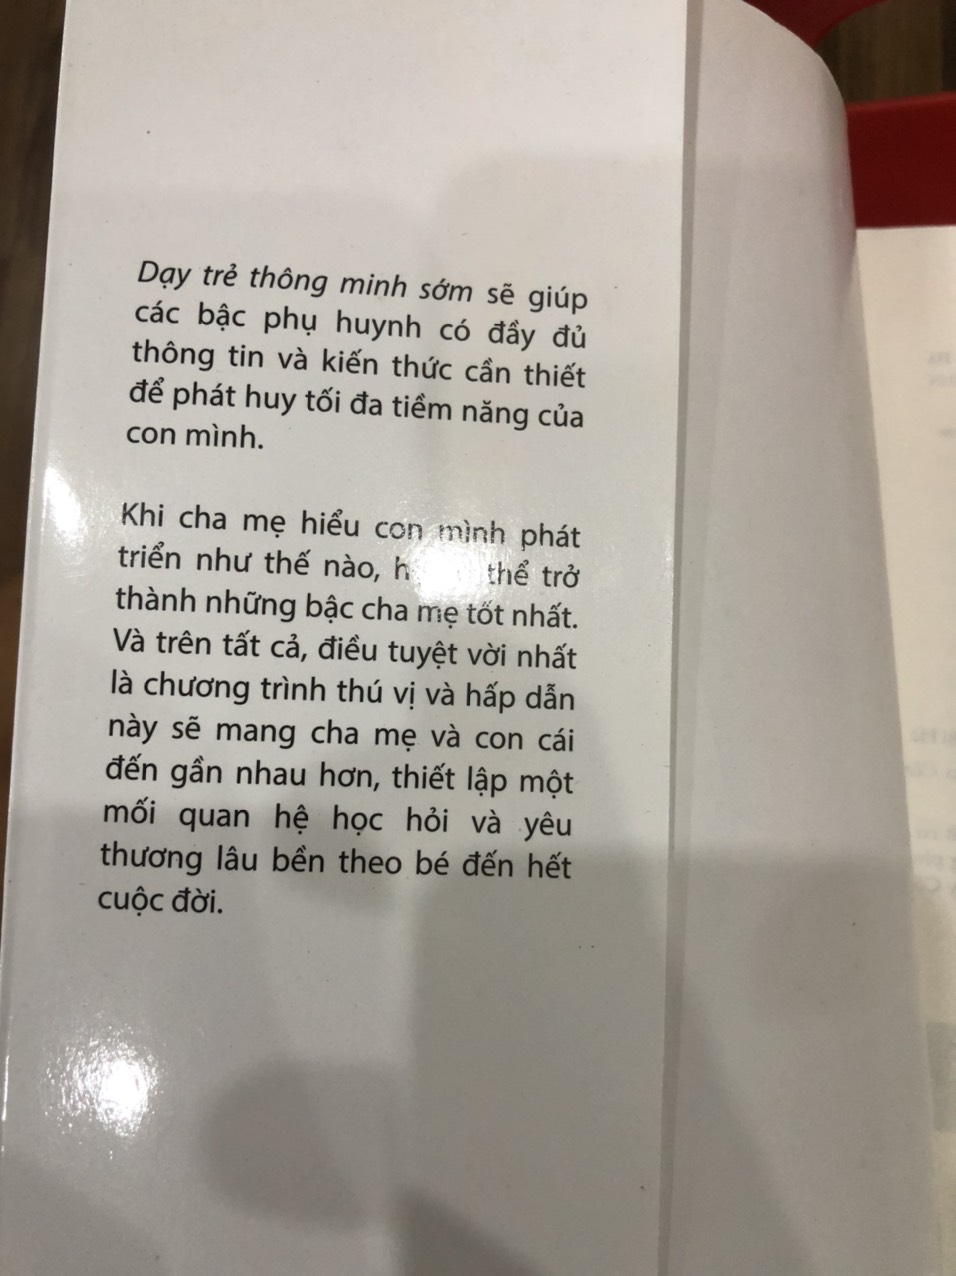 Dạy trẻ thông minh sớm sẽ giúp
các bậc phụ huynh có đầy đủ
thông tin và kiến thức cần thiết
để phát huy tối đa tiềm năng của
con mình.
Khi cha mẹ hiểu con mình phát
triển như thế nào, thể trở
thành những bậc cha mẹ tốt nhất.
Và trên tất cả, điều tuyệt vời nhất
là chương trình thú vị và hấp dẫn
này sẽ mang cha mẹ và con cái
đến gần nhau hơn, thiết lập một
mối quan hệ học hỏi và yêu
thương lâu bền theo bé đến hết
cuộc đời.